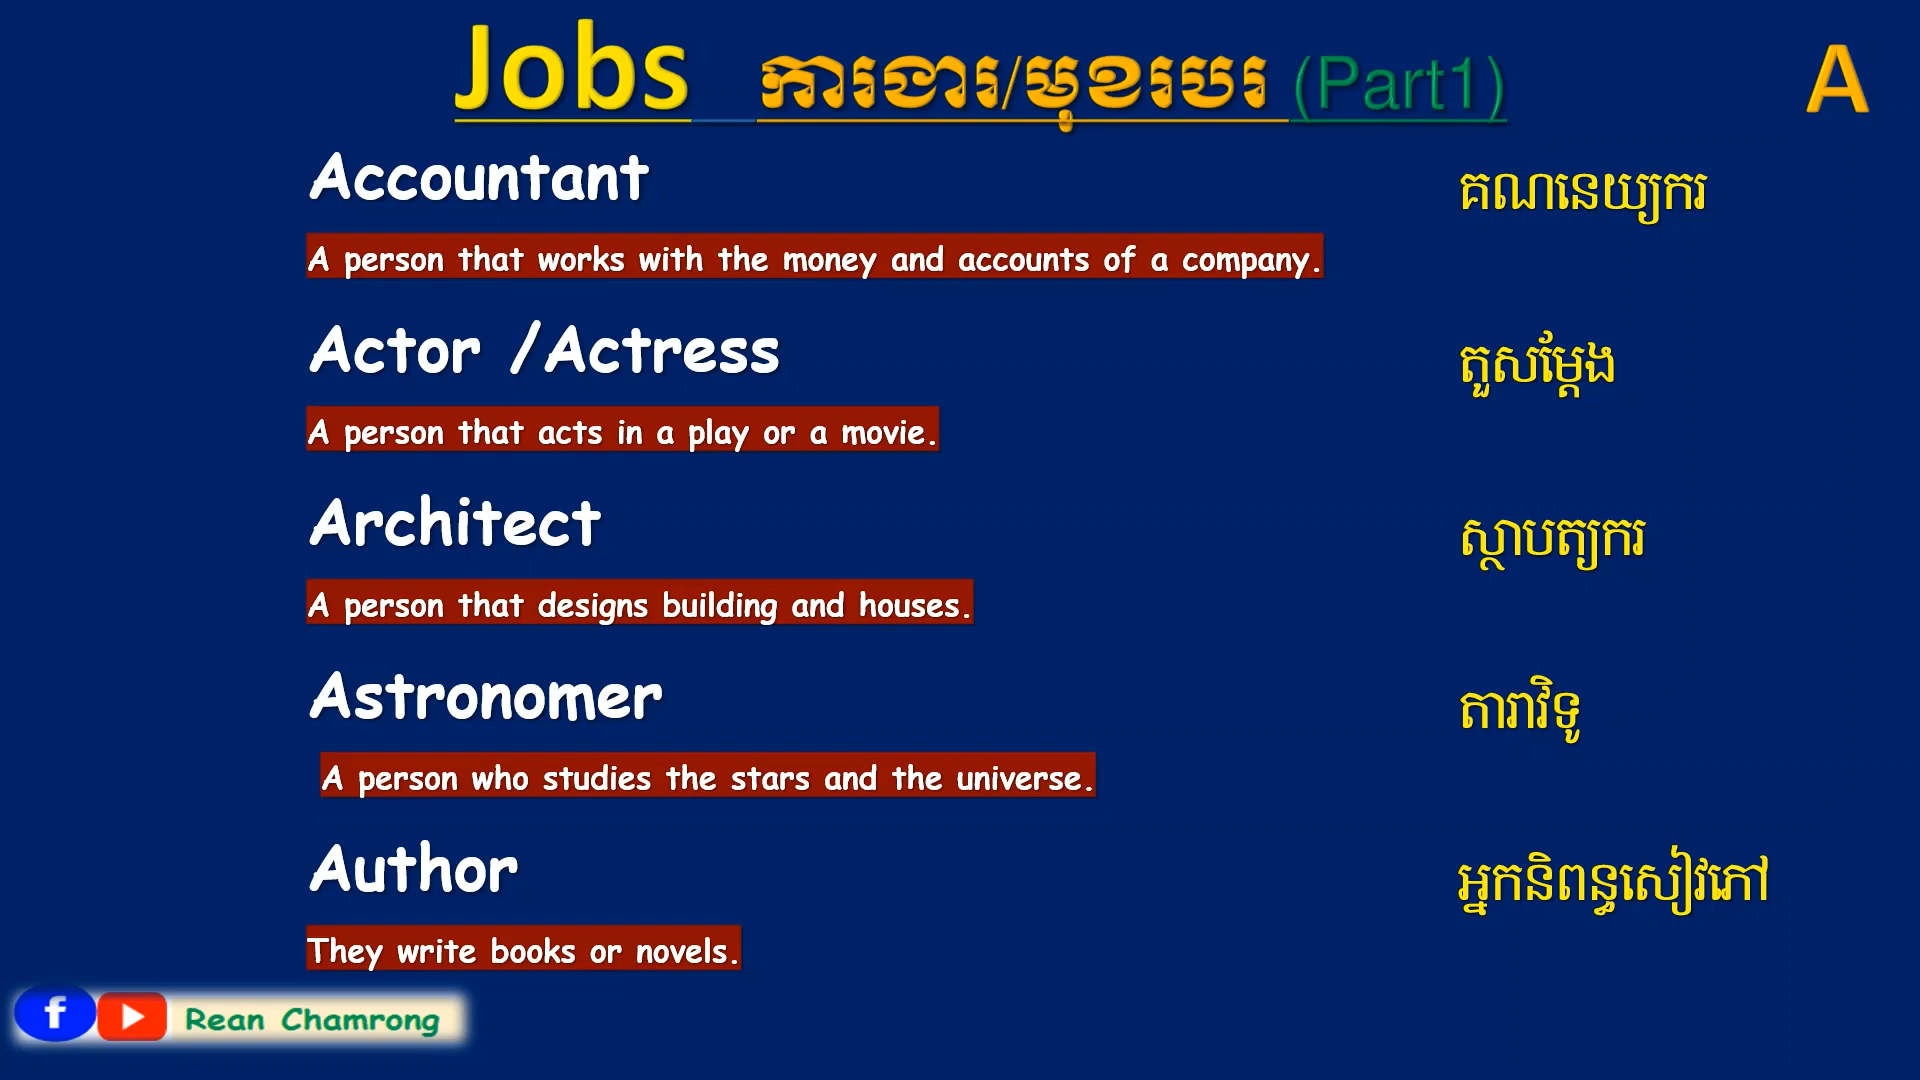 Jobs ការងារ/មុខរបរ (Part1)
A
Accountant គណនេយ្យករ
A person that works with the money and accounts of a company.
Actor /Actress តួសម្ដែង
A person that acts in a play or a movie.
Architect ស្ថាបត្យករ
A person that designs building and houses.
Astronomer តារាវិទូ
A person who studies the stars and the universe.
Author អ្នកនិពន្ធសៀវភៅ
They write books or novels.
f Rean Chamrong